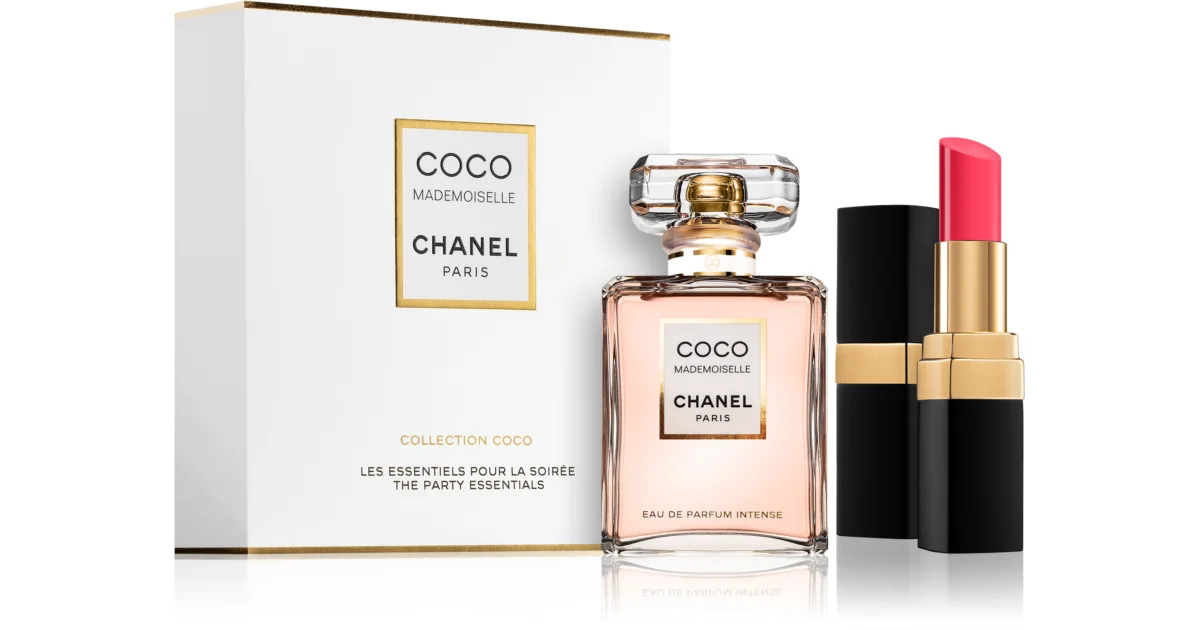 COCO
MADEMOISELLE
CHANEL
PARIS
COLLECTION COCO
LES ESSENTIELS POUR LA SOIRÉE
THE PARTY ESSENTIALS
COCO
MADEMOISELLE
CHANEL
PARIS
EAU DE PARFUM INTENSE